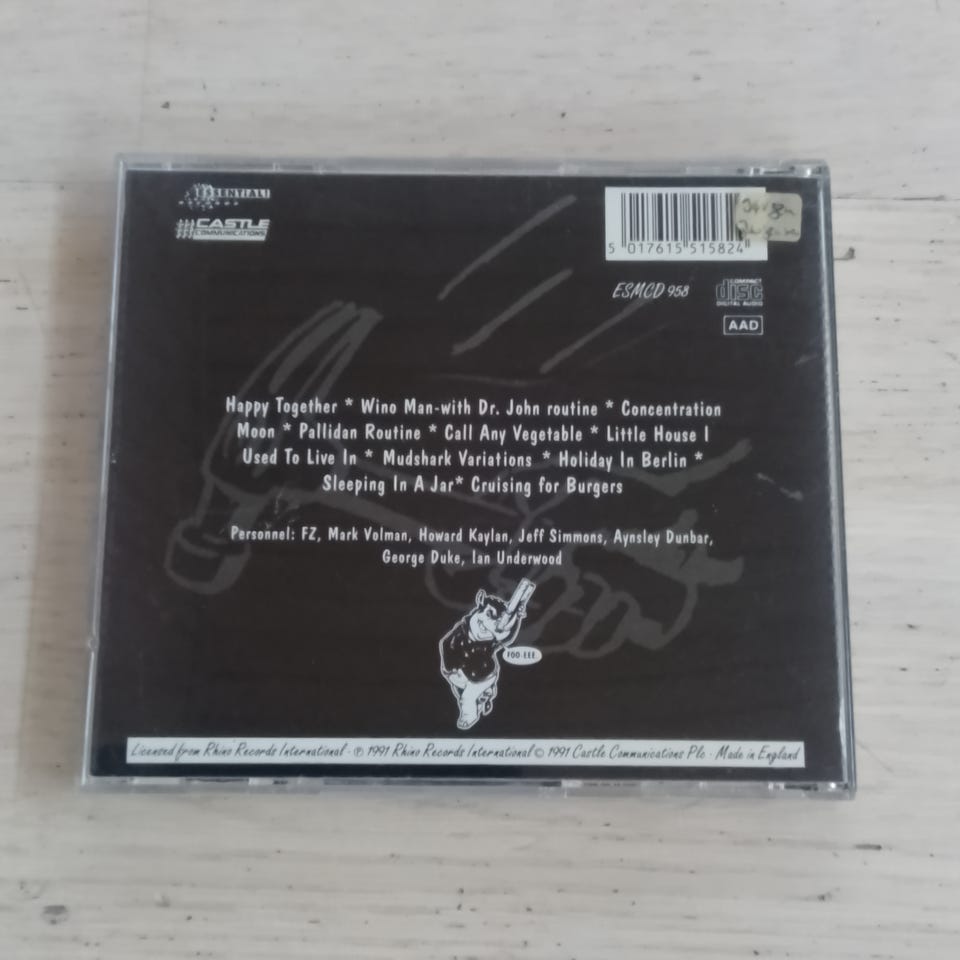 ESSENTIAL!
CASTLE
COMMUNICATIONS
5 017615 515824
ESMCD 958
COMPACT
disc
DIGITAL AUDIO
AAD
Happy Together * Wino Man-with Dr. John routine * Concentration
Moon * Pallidan Routine * Call Any Vegetable * Little House I
Used To Live In * Mudshark Variations * Holiday In Berlin *
Sleeping In A Jar* Cruising for Burgers
Personnel: FZ, Mark Volman, Howard Kaylan, Jeff Simmons, Aynsley Dunbar,
George Duke, Ian Underwood
FOO-EEE
Licensed from Rhino Records International - ℗ 1991 Rhino Records International © 1991 Castle Communications Plc - Made in England